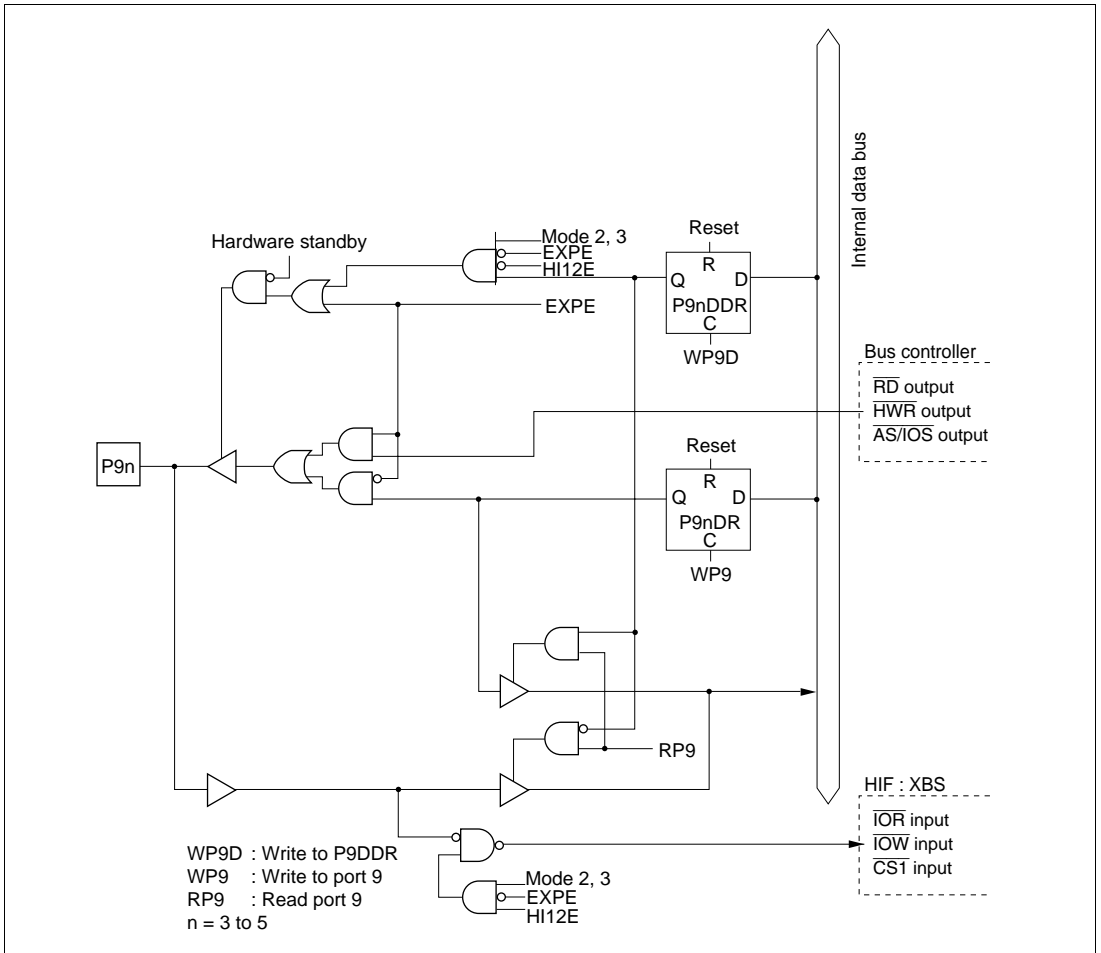 Hardware standby
Mode 2, 3
EXPE
HI12E
EXPE
Reset
R
Q
D
P9nDDR
C
WP9D
Internal data bus
Bus controller
RD output
HWR output
AS/IOS output
P9n
Reset
R
Q
D
P9nDR
C
WP9
RP9
HIF : XBS
IOR input
IOW input
CS1 input
Mode 2, 3
EXPE
HI12E
WP9D : Write to P9DDR
WP9 : Write to port 9
RP9 : Read port 9
n = 3 to 5